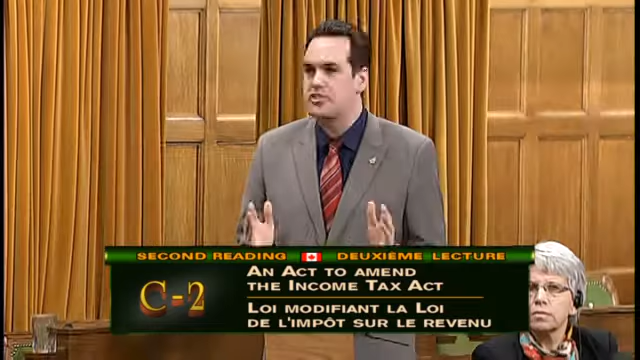 SECOND READING DEUXIÈME LECTURE
C-2
AN ACT TO AMEND
THE INCOME TAX ACT
LOI MODIFIANT LA LOI
DE L'IMPÔT SUR LE REVENU